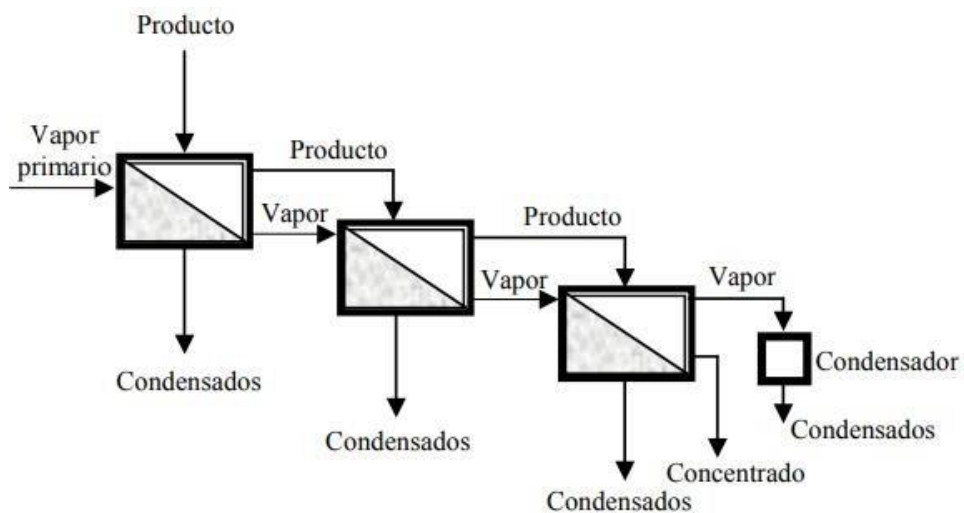 Producto
Vapor
primario
Producto
Vapor
Producto
Vapor
Vapor
Condensador
Condensados
Condensados
Condensados
Concentrado
Condensados